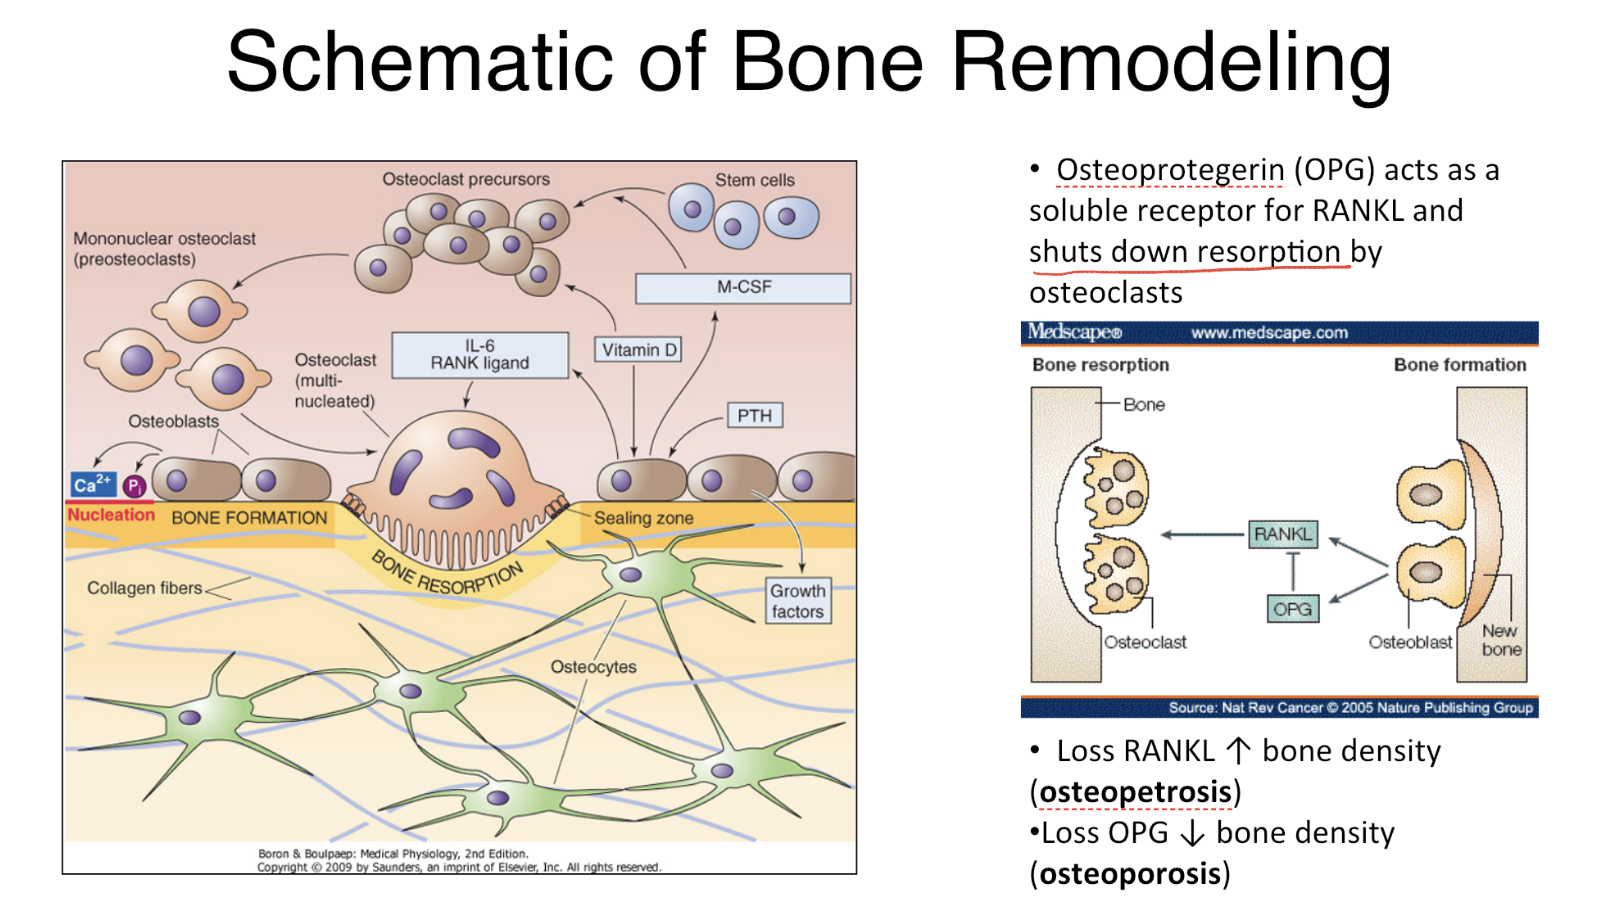 Schematic of Bone Remodeling
Osteoclast precursors
Stem cells
Mononuclear osteoclast
(preosteoclasts)
M-CSF
IL-6
RANK ligand
Vitamin D
Osteoclast
(multi-
nucleated)
PTH
Osteoblasts
Ca2+
Pi
Nucleation
BONE FORMATION
Sealing zone
BONE RESORPTION
Collagen fibers
Growth
factors
Osteocytes
Boron & Boulpaep: Medical Physiology, 2nd Edition.
Copyright © 2009 by Saunders, an imprint of Elsevier, Inc. All rights reserved.
• Osteoprotegerin (OPG) acts as a
soluble receptor for RANKL and
shuts down resorption by
osteoclasts
Medscape® www.medscape.com
Bone resorption
Bone formation
Bone
RANKL
OPG
Osteoclast
Osteoblast
New
bone
Source: Nat Rev Cancer © 2005 Nature Publishing Group
• Loss RANKL ↑ bone density
(osteopetrosis)
•Loss OPG ↓ bone density
(osteoporosis)